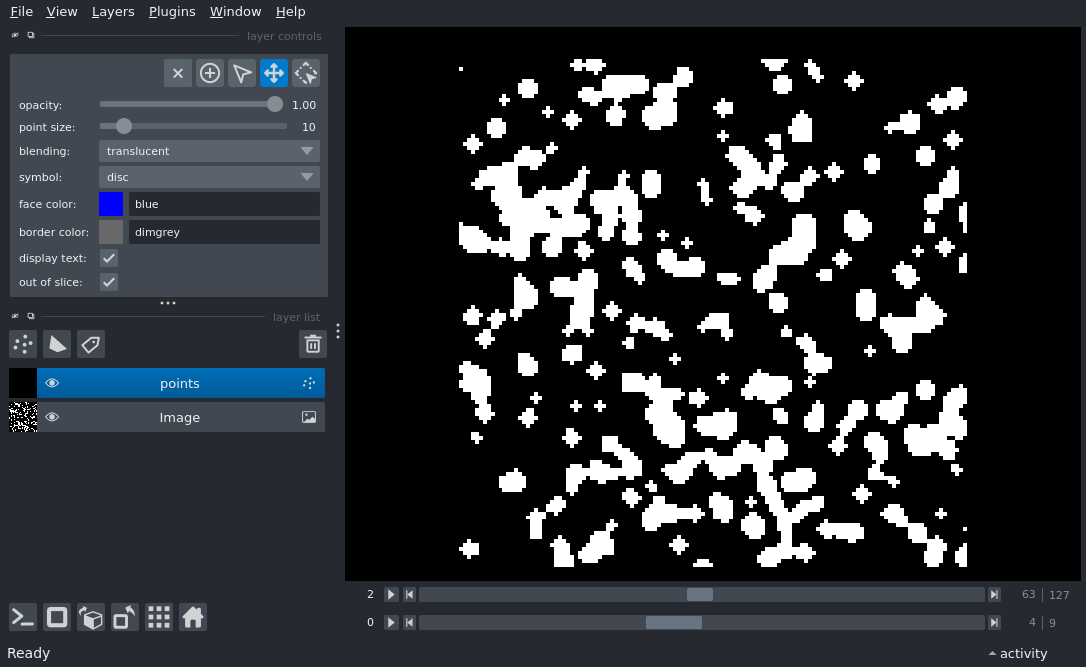 File View Layers Plugins Window Help
layer controls
opacity: 1.00
point size: 10
blending: translucent
symbol: disc
face color: blue
border color: dimgrey
display text:
out of slice:
layer list
points
Image
2 63 127
0 4 9
Ready activity